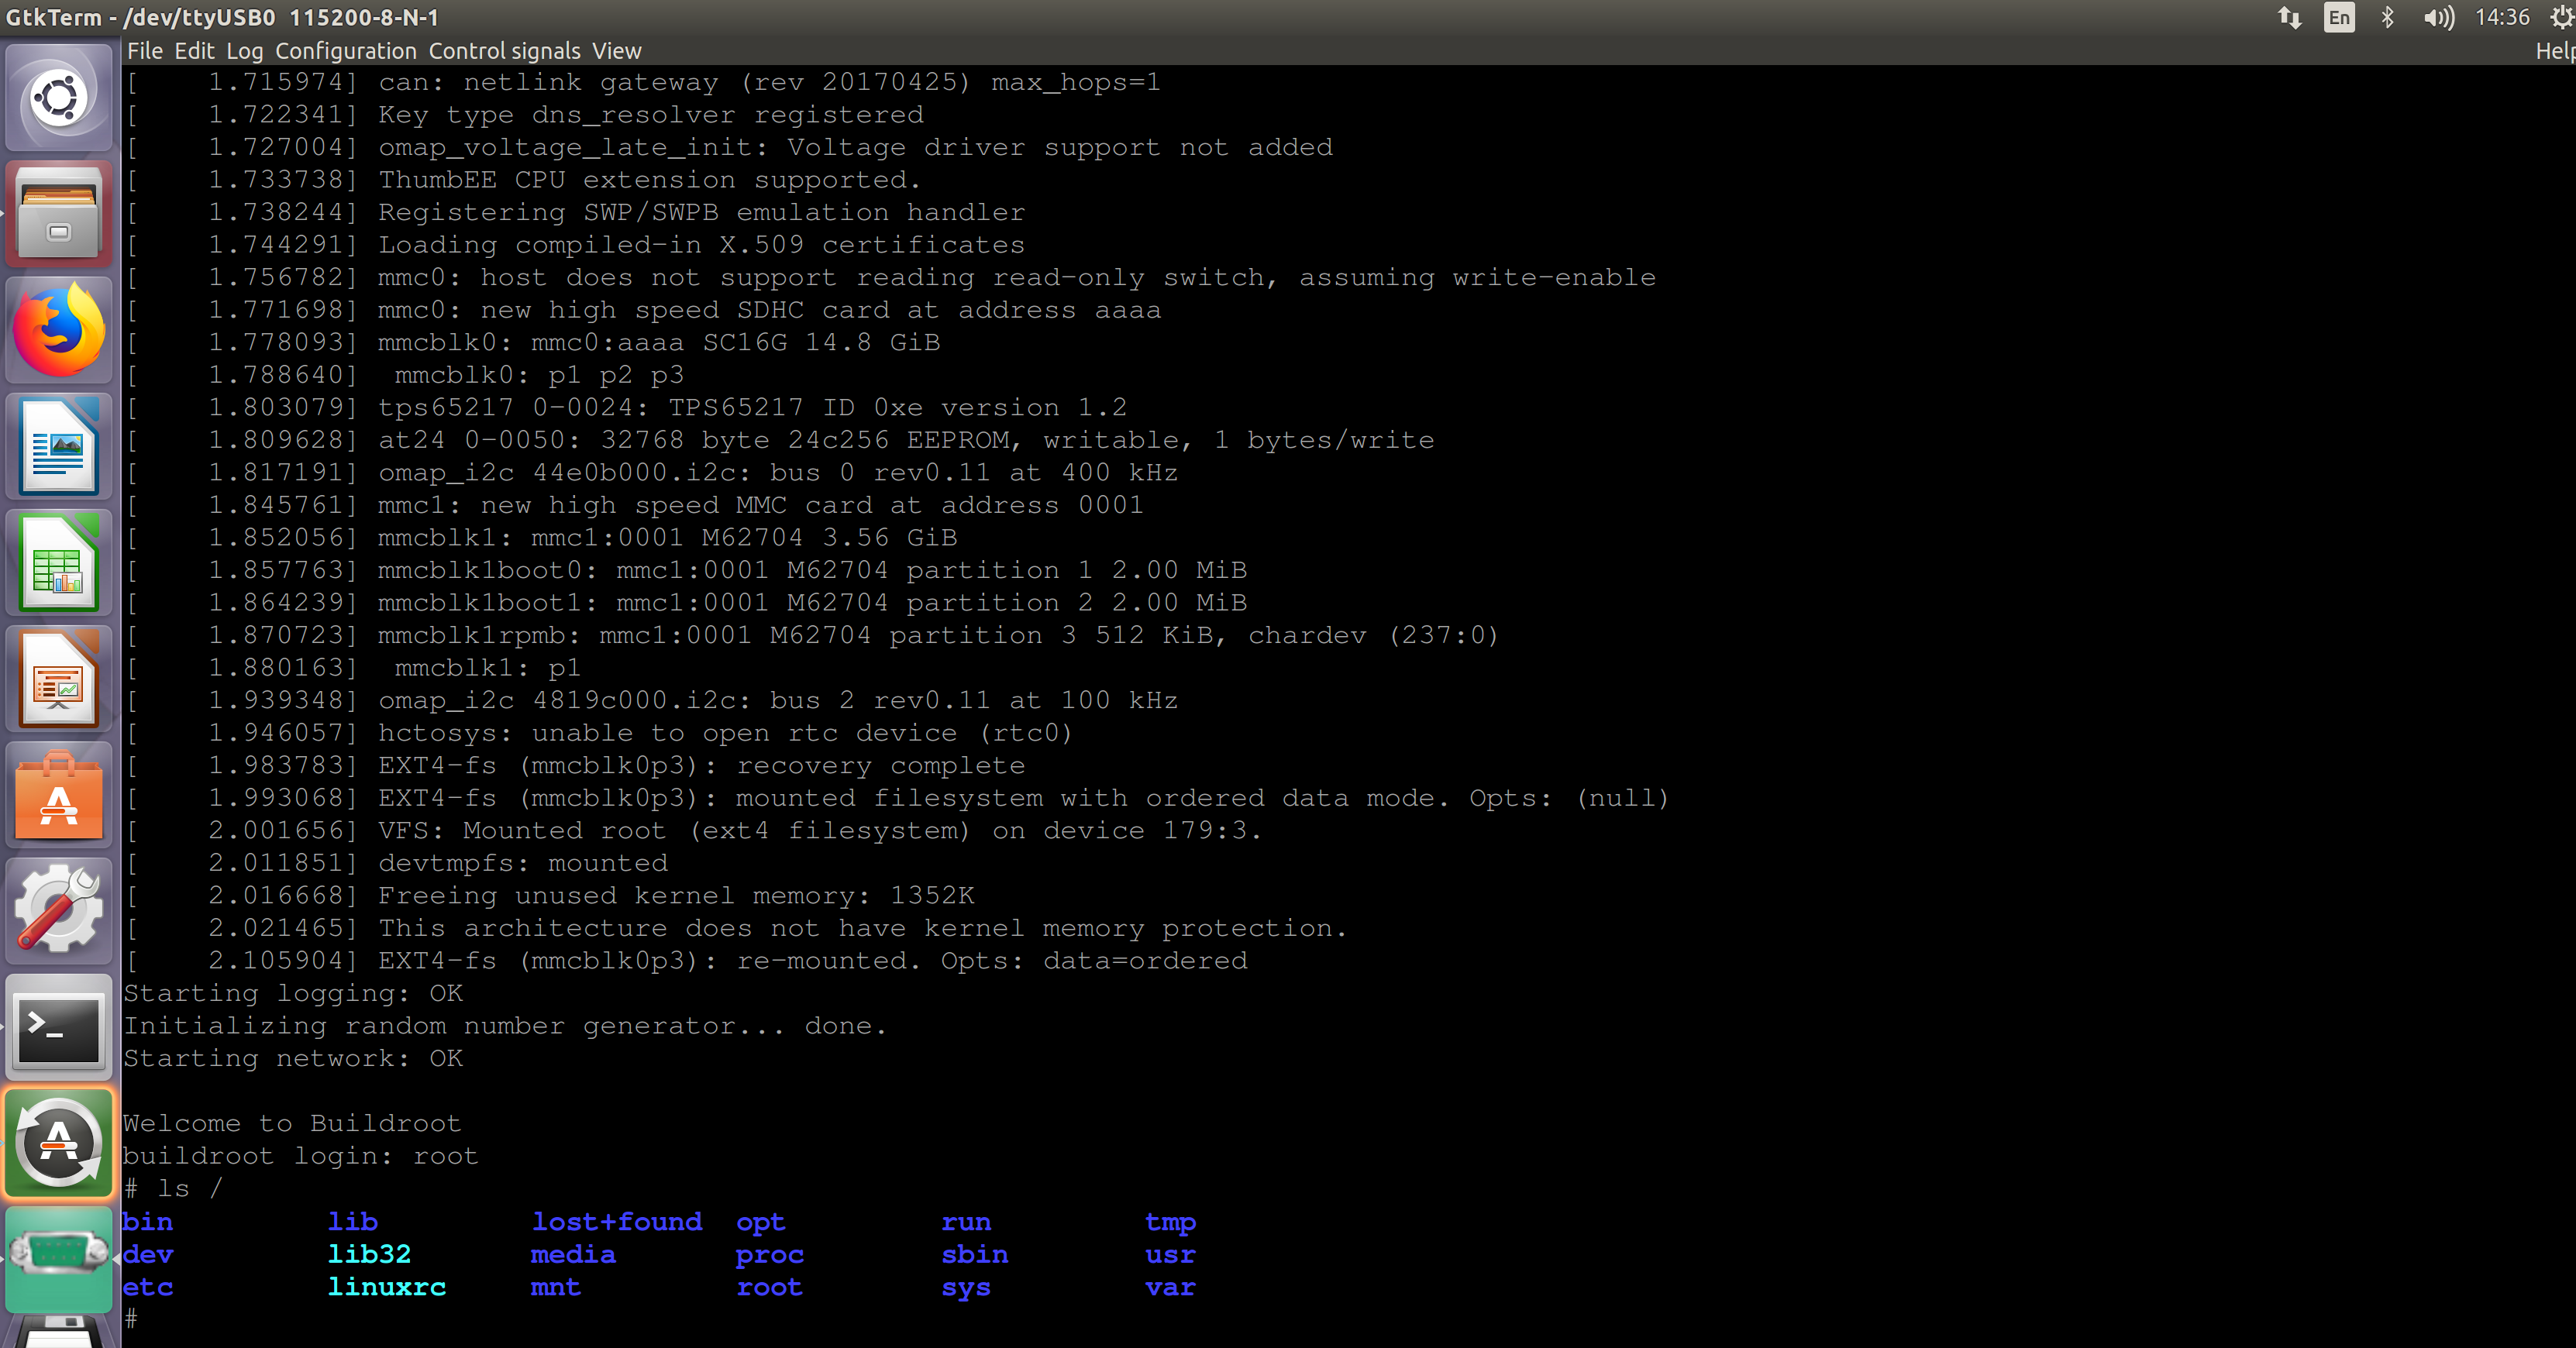 GtkTerm - /dev/ttyUSB0  115200-8-N-1
En
14:36
File Edit Log Configuration Control signals View
Help
[    1.715974] can: netlink gateway (rev 20170425) max_hops=1
[    1.722341] Key type dns_resolver registered
[    1.727004] omap_voltage_late_init: Voltage driver support not added
[    1.733738] ThumbEE CPU extension supported.
[    1.738244] Registering SWP/SWPB emulation handler
[    1.744291] Loading compiled-in X.509 certificates
[    1.756782] mmc0: host does not support reading read-only switch, assuming write-enable
[    1.771698] mmc0: new high speed SDHC card at address aaaa
[    1.778093] mmcblk0: mmc0:aaaa SC16G 14.8 GiB
[    1.788640]  mmcblk0: p1 p2 p3
[    1.803079] tps65217 0-0024: TPS65217 ID 0xe version 1.2
[    1.809628] at24 0-0050: 32768 byte 24c256 EEPROM, writable, 1 bytes/write
[    1.817191] omap_i2c 44e0b000.i2c: bus 0 rev0.11 at 400 kHz
[    1.845761] mmc1: new high speed MMC card at address 0001
[    1.852056] mmcblk1: mmc1:0001 M62704 3.56 GiB
[    1.857763] mmcblk1boot0: mmc1:0001 M62704 partition 1 2.00 MiB
[    1.864239] mmcblk1boot1: mmc1:0001 M62704 partition 2 2.00 MiB
[    1.870723] mmcblk1rpmb: mmc1:0001 M62704 partition 3 512 KiB, chardev (237:0)
[    1.880163]  mmcblk1: p1
[    1.939348] omap_i2c 4819c000.i2c: bus 2 rev0.11 at 100 kHz
[    1.946057] hctosys: unable to open rtc device (rtc0)
[    1.983783] EXT4-fs (mmcblk0p3): recovery complete
[    1.993068] EXT4-fs (mmcblk0p3): mounted filesystem with ordered data mode. Opts: (null)
[    2.001656] VFS: Mounted root (ext4 filesystem) on device 179:3.
[    2.011851] devtmpfs: mounted
[    2.016668] Freeing unused kernel memory: 1352K
[    2.021465] This architecture does not have kernel memory protection.
[    2.105904] EXT4-fs (mmcblk0p3): re-mounted. Opts: data=ordered
Starting logging: OK
Initializing random number generator... done.
Starting network: OK

Welcome to Buildroot
buildroot login: root
# ls /
bin         lib         lost+found  opt         run         tmp
dev         lib32       media       proc        sbin        usr
etc         linuxrc     mnt         root        sys         var
#